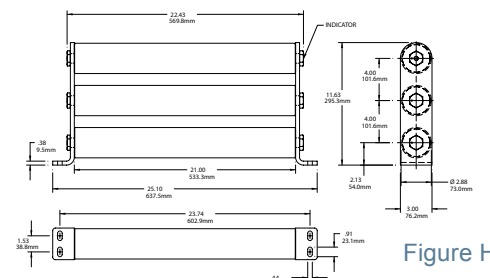 22.43
569.8mm
INDICATOR
4.00
101.6mm
11.63
295.3mm
4.00
101.6mm
.38
9.5mm
21.00
533.3mm
2.13
54.0mm
Ø 2.88
73.0mm
25.10
637.5mm
3.00
76.2mm
23.74
602.9mm
1.53
38.8mm
.91
23.1mm
.44
Figure H